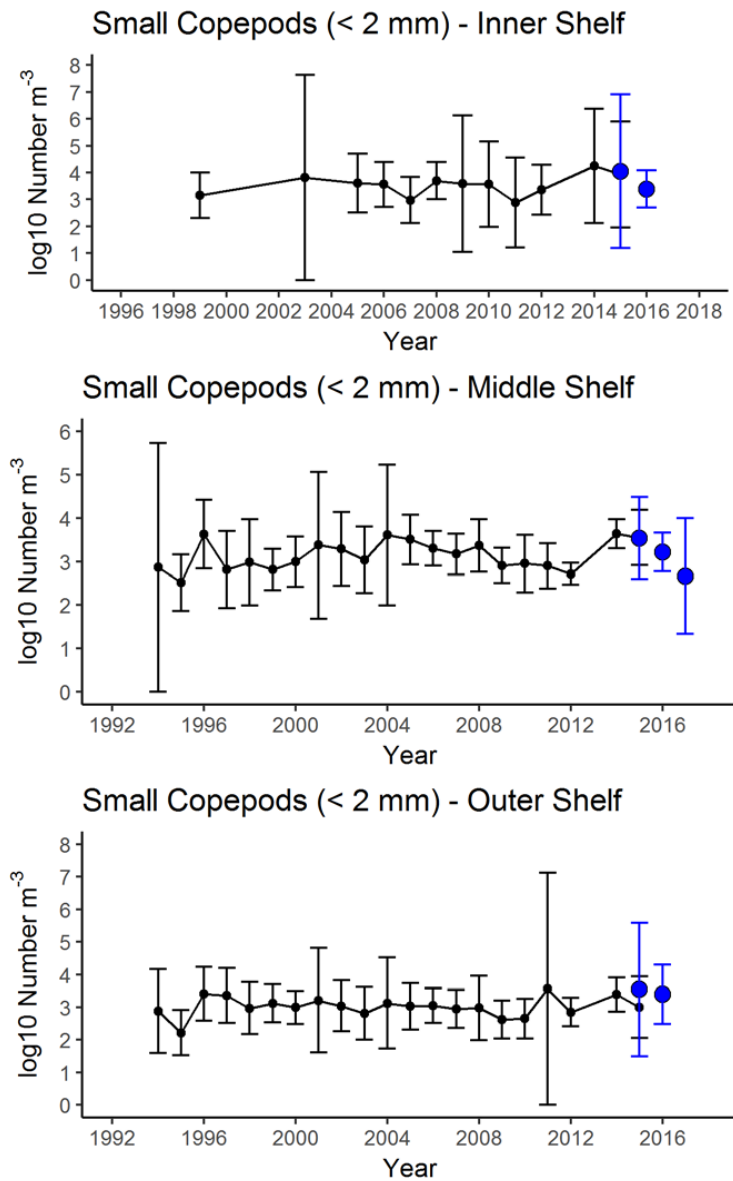 Small Copepods (< 2 mm) - Inner Shelf
log10 Number m⁻³
8
7
6
5
4
3
2
1
0
1996 1998 2000 2002 2004 2006 2008 2010 2012 2014 2016 2018
Year
Small Copepods (< 2 mm) - Middle Shelf
log10 Number m⁻³
6
5
4
3
2
1
0
1992 1996 2000 2004 2008 2012 2016
Year
Small Copepods (< 2 mm) - Outer Shelf
log10 Number m⁻³
8
7
6
5
4
3
2
1
0
1992 1996 2000 2004 2008 2012 2016
Year